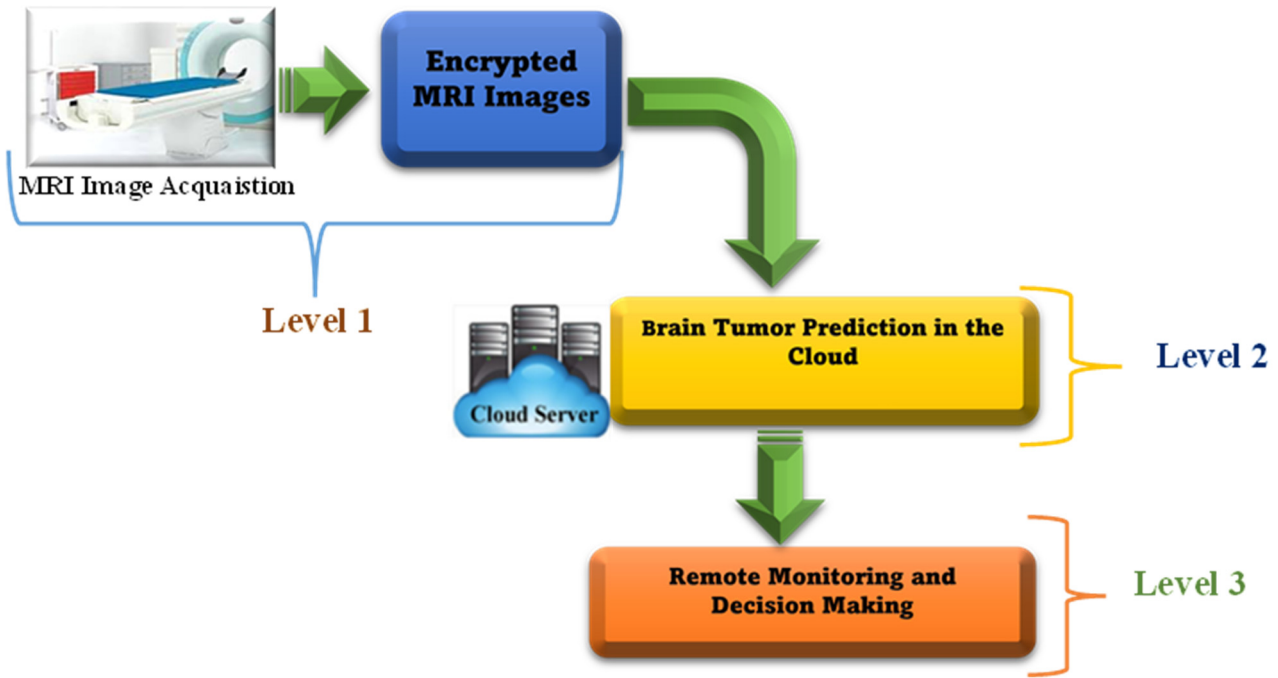 Encrypted
MRI Images
MRI Image Acquaistion
Level 1
Brain Tumor Prediction in the
Cloud
Cloud Server
Level 2
Remote Monitoring and
Decision Making
Level 3